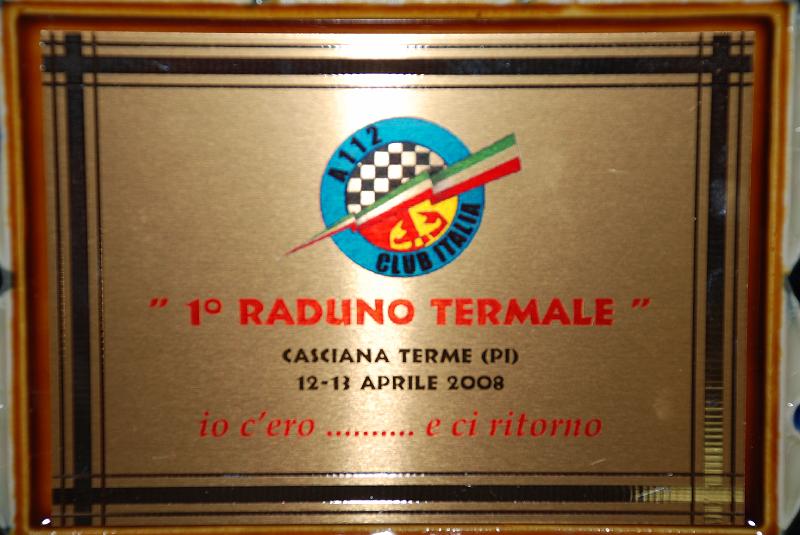 A112
CLUB ITALIA
" 1° RADUNO TERMALE "
CASCIANA TERME (PI)
12-13 APRILE 2008
io c'ero .......... e ci ritorno